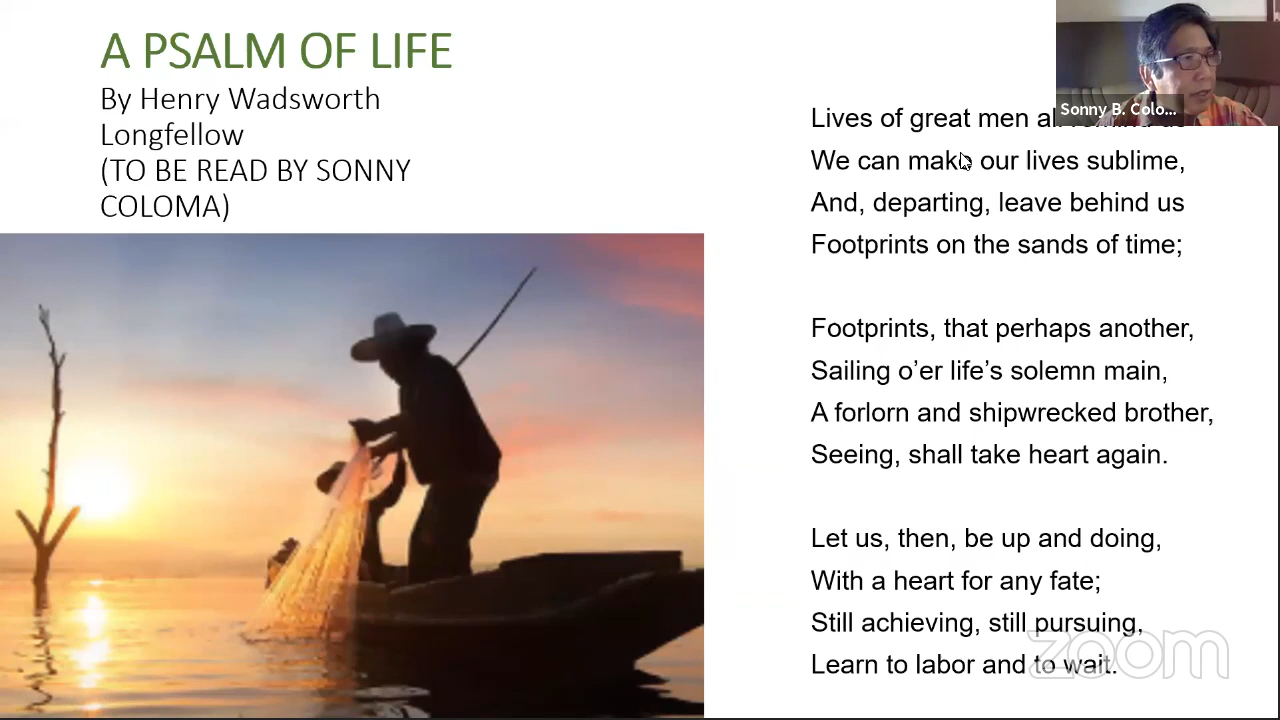 A PSALM OF LIFE
By Henry Wadsworth
Longfellow
(TO BE READ BY SONNY
COLOMA)
Sonny B. Colo...
Lives of great men
We can make our lives sublime,
And, departing, leave behind us
Footprints on the sands of time;
Footprints, that perhaps another,
Sailing o’er life’s solemn main,
A forlorn and shipwrecked brother,
Seeing, shall take heart again.
Let us, then, be up and doing,
With a heart for any fate;
Still achieving, still pursuing,
Learn to labor and to wait.
zoom